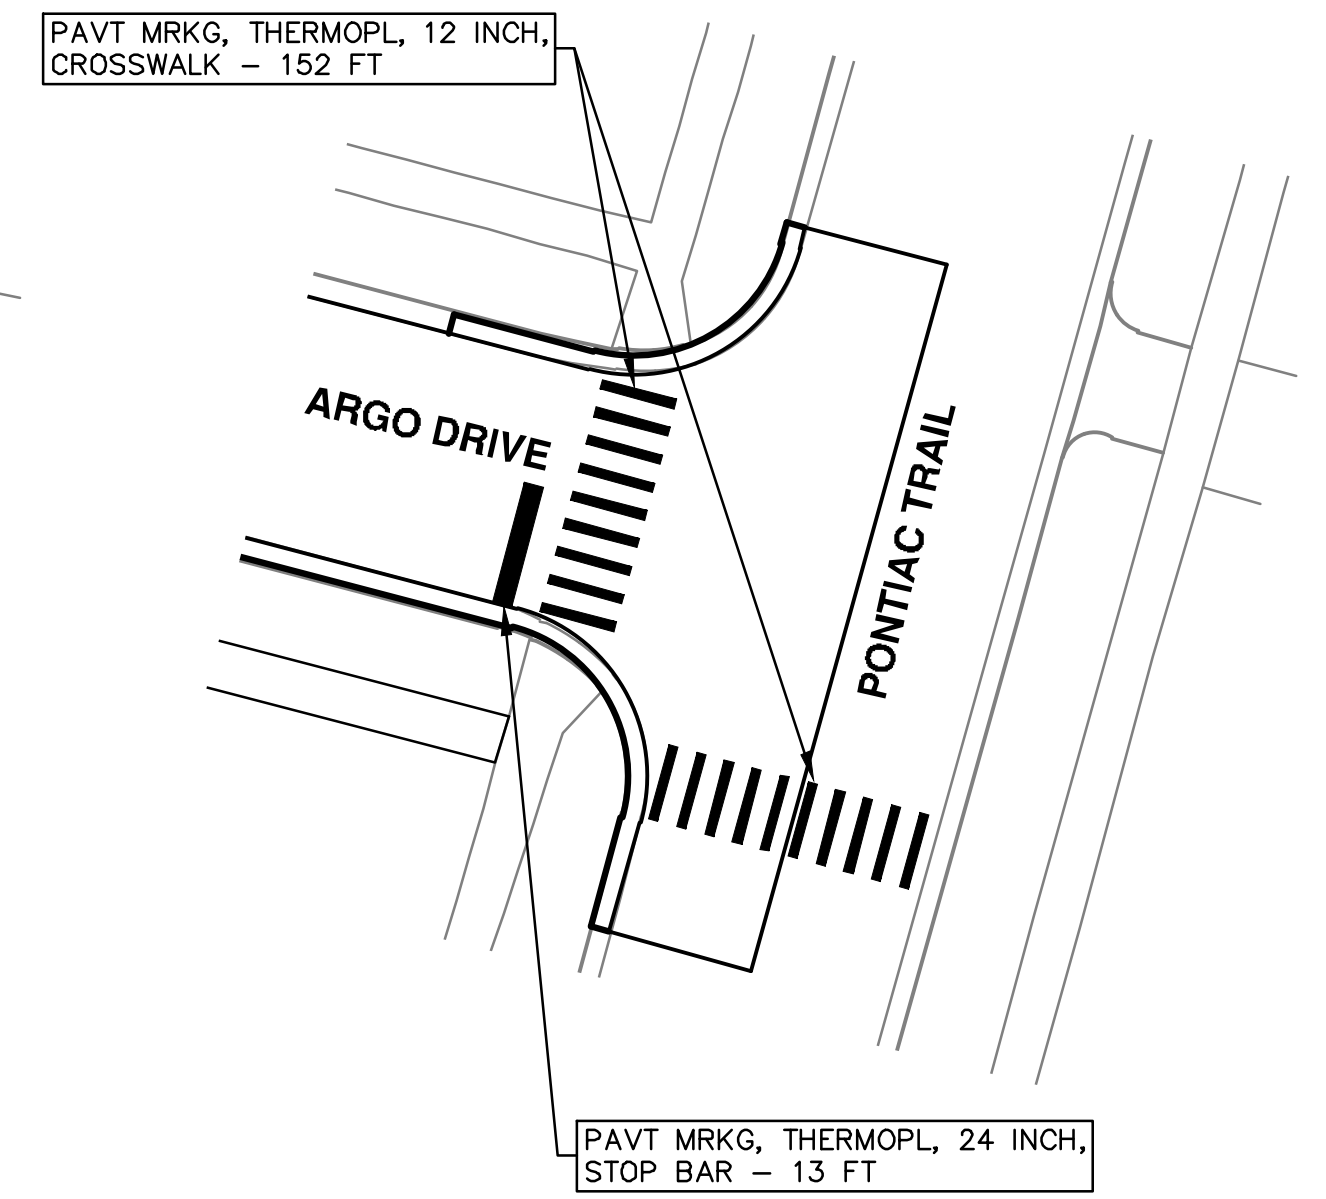 PAVT MRKG, THERMOPL, 12 INCH,
CROSSWALK – 152 FT
ARGO DRIVE
PONTIAC TRAIL
PAVT MRKG, THERMOPL, 24 INCH,
STOP BAR – 13 FT